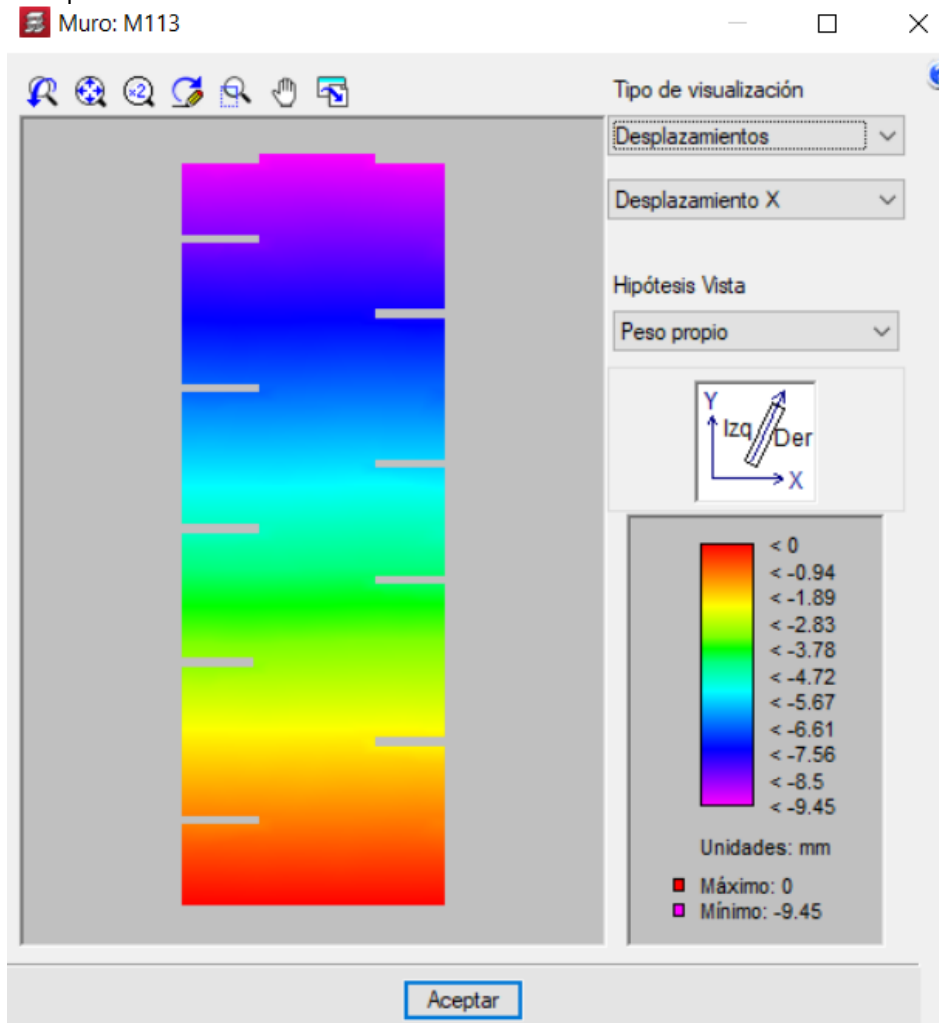 Muro: M113
Tipo de visualización
Desplazamientos
Desplazamiento X
Hipótesis Vista
Peso propio
Y
Izq
Der
X
< 0
< -0.94
< -1.89
< -2.83
< -3.78
< -4.72
< -5.67
< -6.61
< -7.56
< -8.5
< -9.45
Unidades: mm
Máximo: 0
Mínimo: -9.45
Aceptar